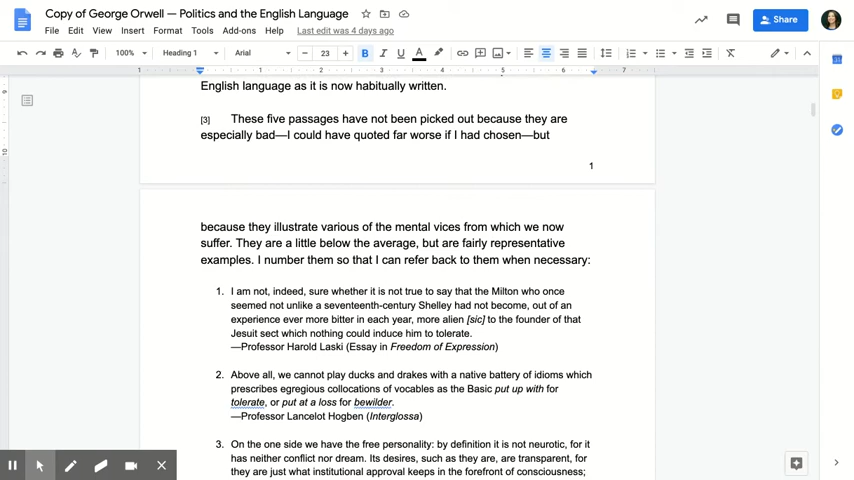 Copy of George Orwell — Politics and the English Language
Share
File Edit View Insert Format Tools Add-ons Help Last edit was 4 days ago
100% Heading 1 Arial 23 B I U A
1 1 2 3 4 5 6 7
English language as it is now habitually written.
[3] These five passages have not been picked out because they are
especially bad—I could have quoted far worse if I had chosen—but
1
because they illustrate various of the mental vices from which we now
suffer. They are a little below the average, but are fairly representative
examples. I number them so that I can refer back to them when necessary:
1. I am not, indeed, sure whether it is not true to say that the Milton who once
seemed not unlike a seventeenth-century Shelley had not become, out of an
experience ever more bitter in each year, more alien [sic] to the founder of that
Jesuit sect which nothing could induce him to tolerate.
—Professor Harold Laski (Essay in Freedom of Expression)
2. Above all, we cannot play ducks and drakes with a native battery of idioms which
prescribes egregious collocations of vocables as the Basic put up with for
tolerate, or put at a loss for bewilder.
—Professor Lancelot Hogben (Interglossa)
3. On the one side we have the free personality: by definition it is not neurotic, for it
has neither conflict nor dream. Its desires, such as they are, are transparent, for
they are just what institutional approval keeps in the forefront of consciousness;